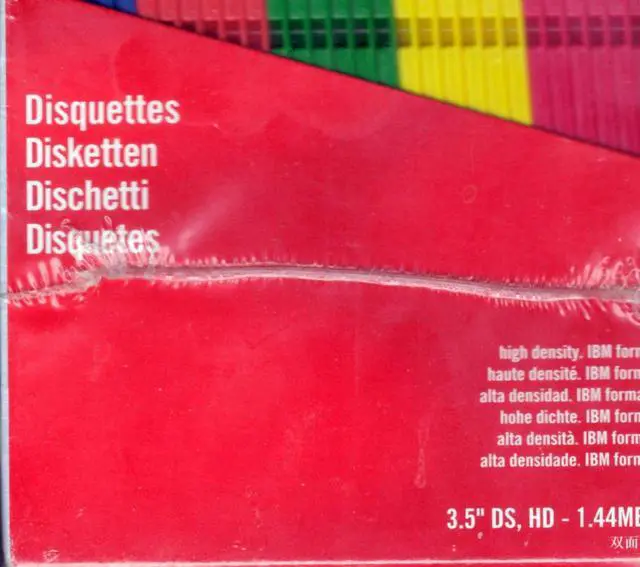 Disquettes
Disketten
Dischetti
Disquetes
high density. IBM form
haute densité. IBM form
alta densidad. IBM forma
hohe dichte. IBM form
alta densità. IBM form
alta densidade. IBM form
3.5" DS, HD - 1.44MB
双面